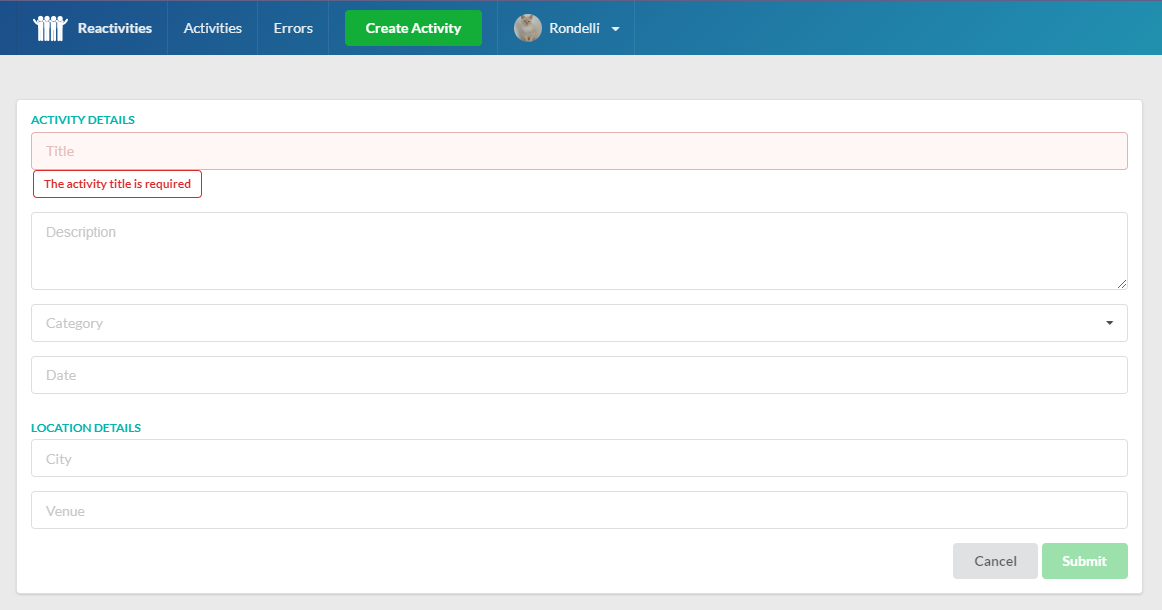 Reactivities Activities Errors Create Activity Rondelli
ACTIVITY DETAILS
Title
The activity title is required
Description
Category
Date
LOCATION DETAILS
City
Venue
Cancel Submit